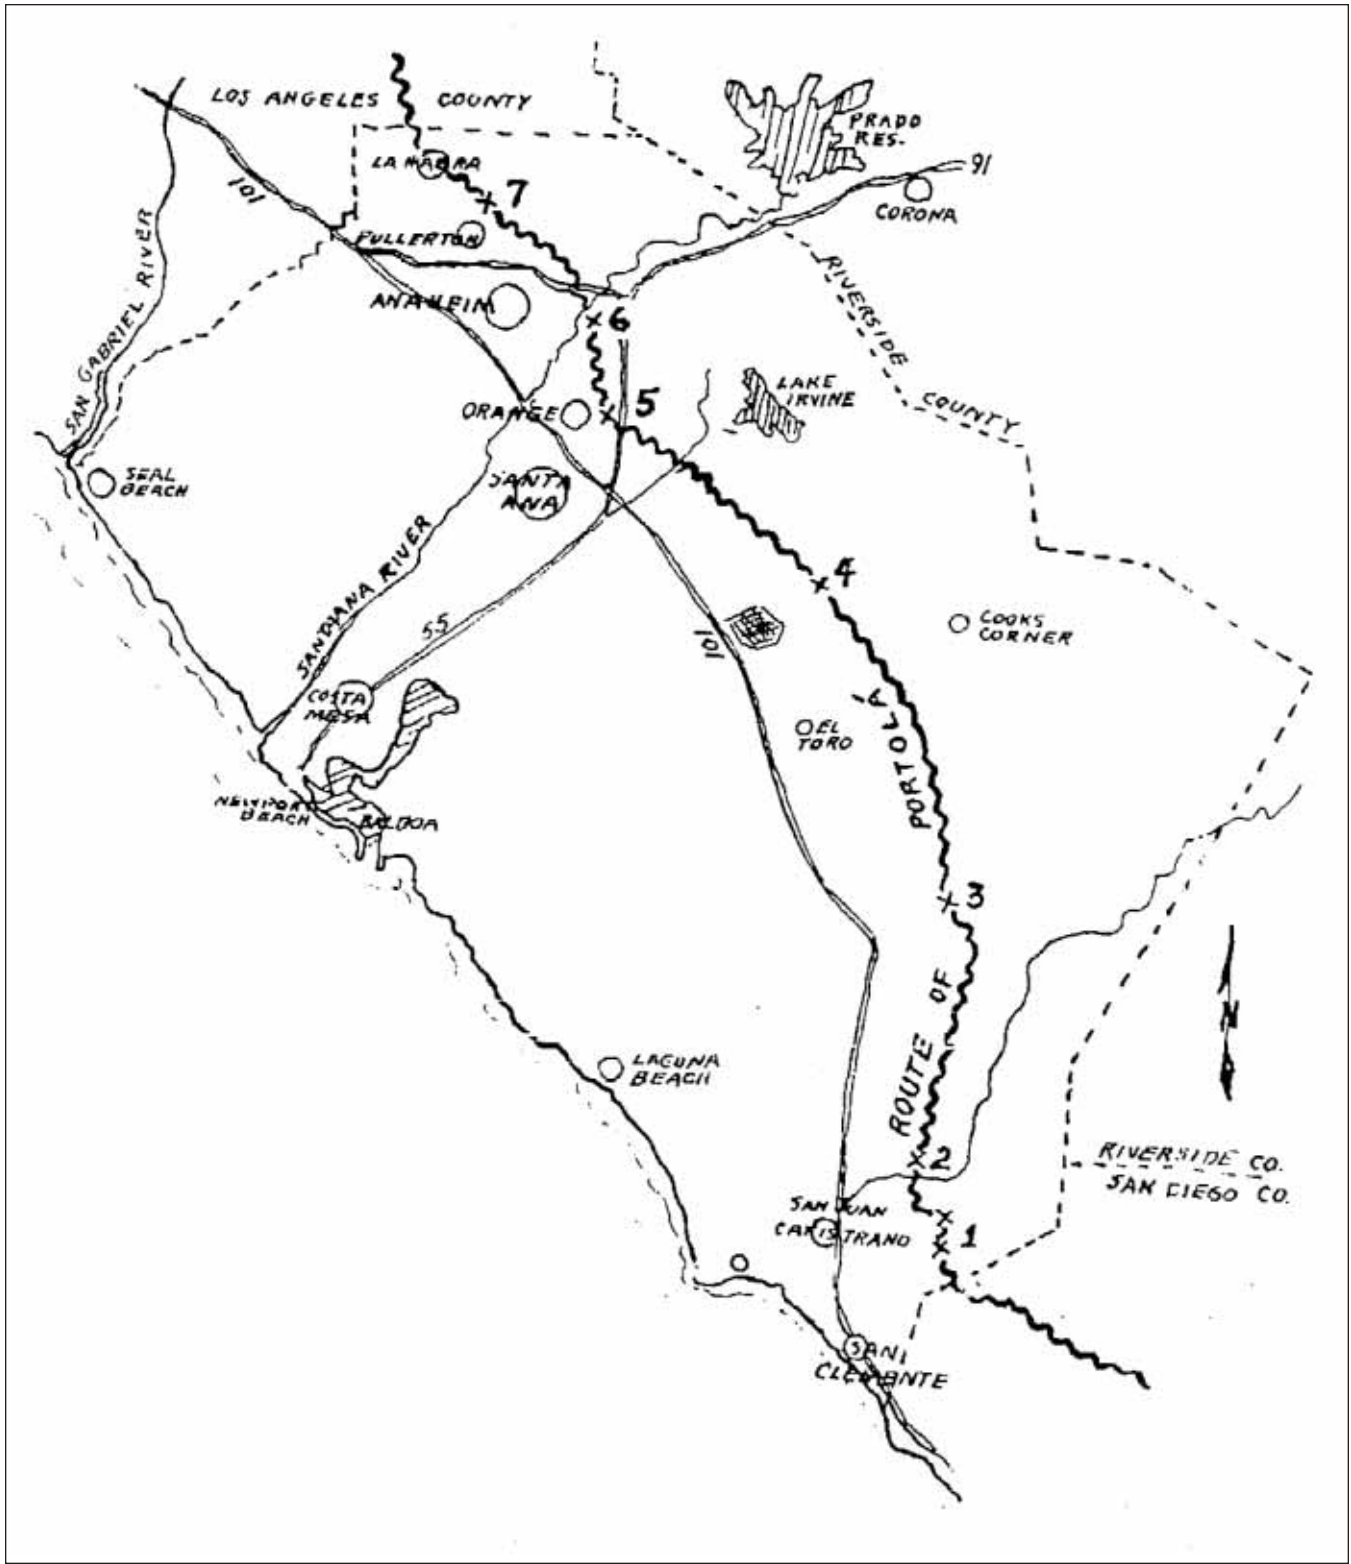 LOS ANGELES COUNTY
PRADO
RES.
LA HABRA
7
91
101
CORONA
FULLERTON
SAN GABRIEL RIVER
RIVERSIDE
COUNTY
ANAHEIM
6
LAKE
IRVINE
ORANGE
5
SEAL
BEACH
SANTA
ANA
SANTA ANA RIVER
4
55
101
COOKS
CORNER
COSTA
MESA
EL
TORO
PORTOLA
NEWPORT
BEACH
BALBOA
3
ROUTE OF
N
LAGUNA
BEACH
2
RIVERSIDE CO.
SAN DIEGO CO.
SAN JUAN
CAPISTRANO
1
SAN
CLEMENTE